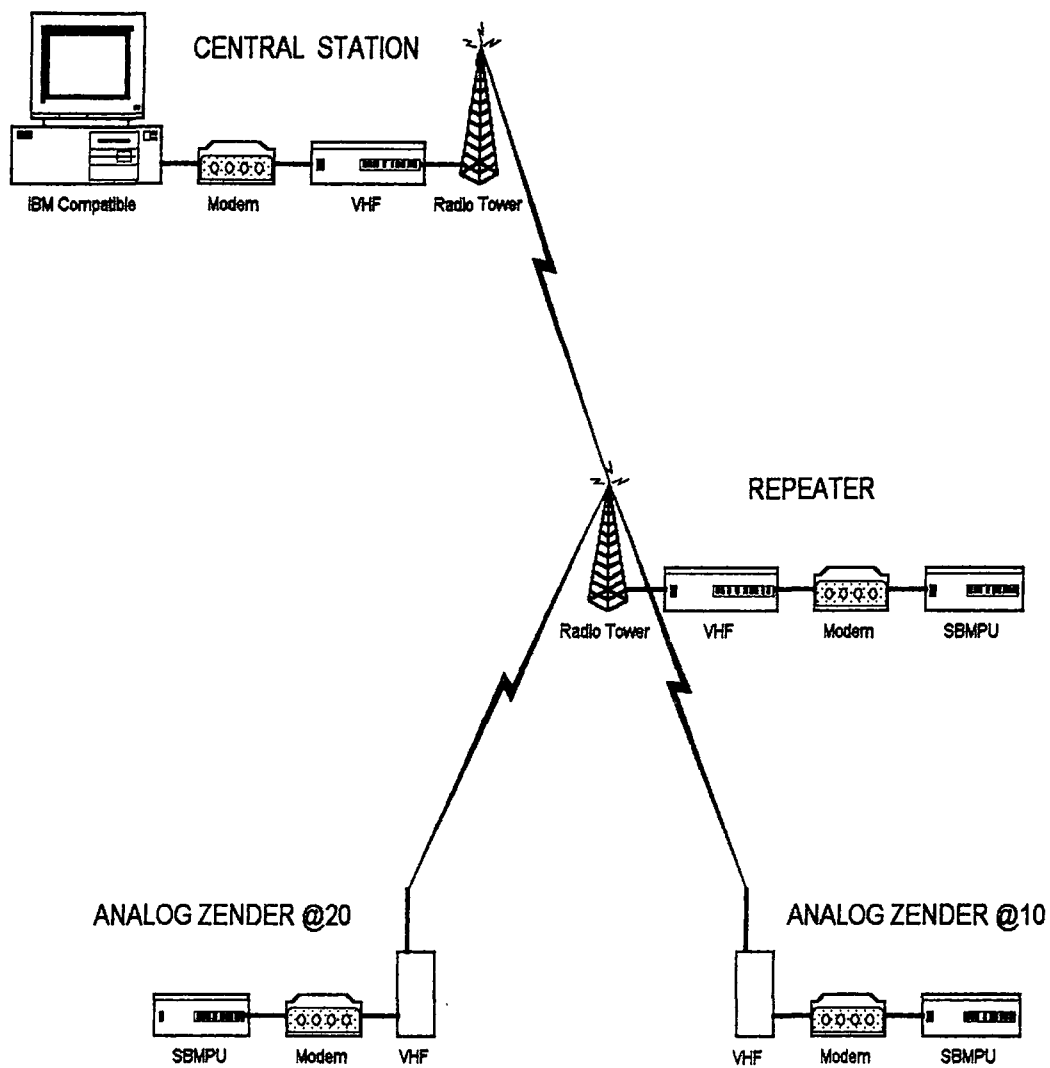 CENTRAL STATION
IBM Compatible
Modem
VHF
Radio Tower
REPEATER
Radio Tower
VHF
Modem
SBMPU
ANALOG ZENDER @20
ANALOG ZENDER @10
SBMPU
Modem
VHF
VHF
Modem
SBMPU